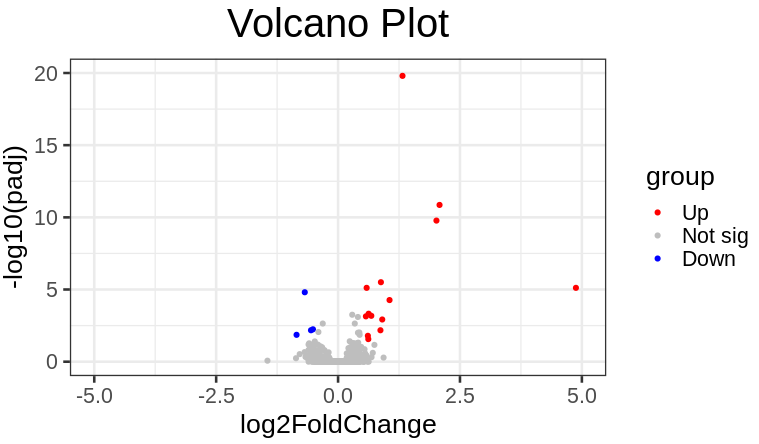 Volcano Plot
-log10(padj)
20
15
10
5
0
-5.0 -2.5 0.0 2.5 5.0
log2FoldChange
group
Up
Not sig
Down